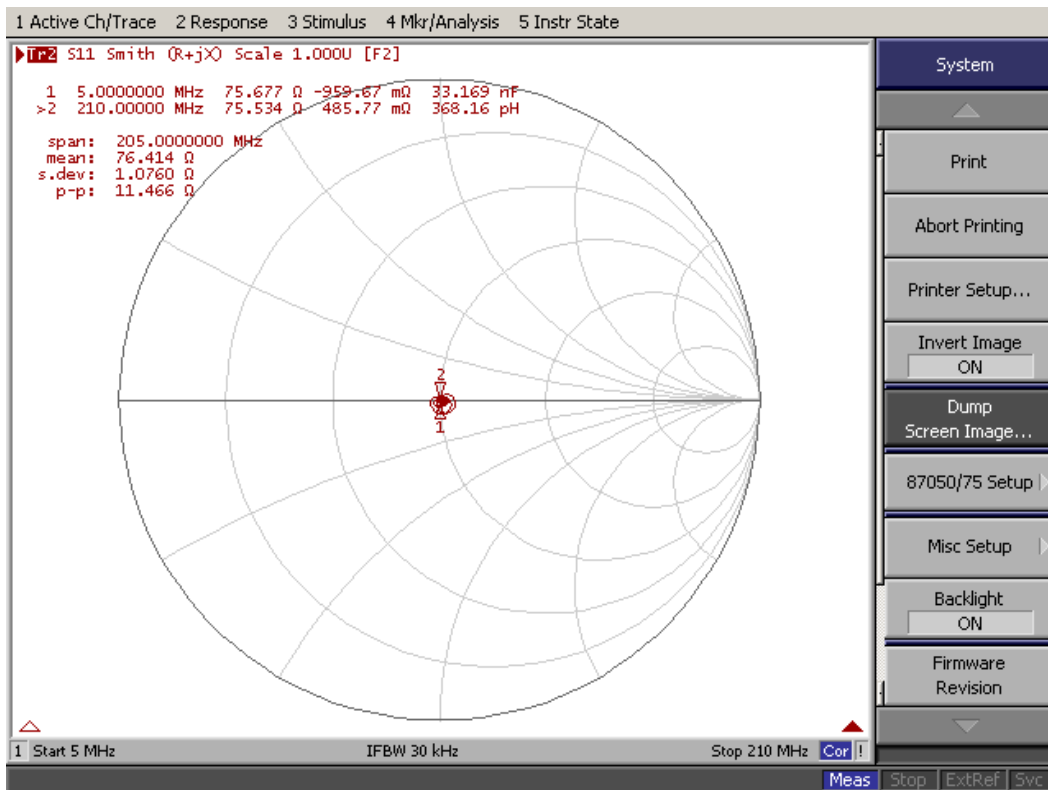 1 Active Ch/Trace 2 Response 3 Stimulus 4 Mkr/Analysis 5 Instr State
Tr2 S11 Smith (R+jX) Scale 1.000U [F2]
1 5.0000000 MHz 75.677 Ω -959.67 mΩ 33.169 nF
>2 210.00000 MHz 75.534 Ω 485.77 mΩ 368.16 pH
span: 205.0000000 MHz
mean: 76.414 Ω
s.dev: 1.0760 Ω
p-p: 11.466 Ω
2
1
1 Start 5 MHz IFBW 30 kHz Stop 210 MHz Cor !
System
Print
Abort Printing
Printer Setup...
Invert Image
ON
Dump
Screen Image...
87050/75 Setup
Misc Setup
Backlight
ON
Firmware
Revision
Meas Stop ExtRef Svc